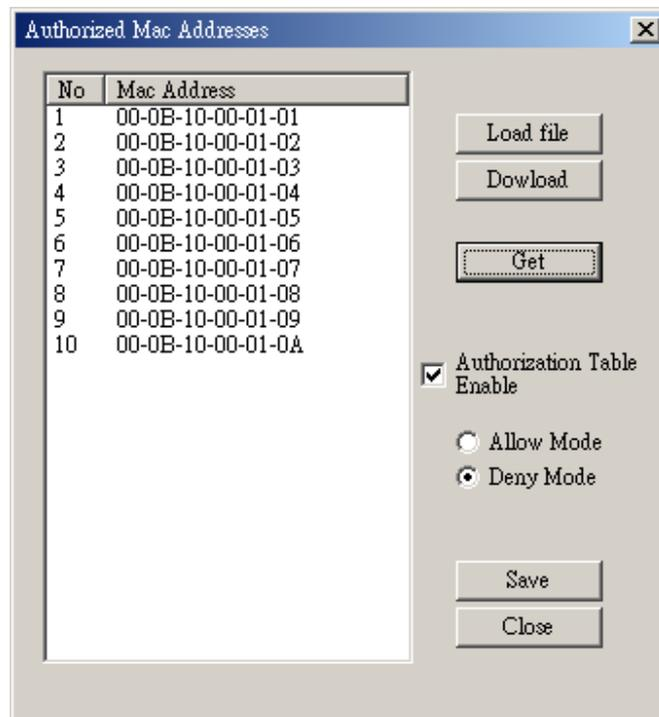 Authorized Mac Addresses
No Mac Address
1 00-0B-10-00-01-01
2 00-0B-10-00-01-02
3 00-0B-10-00-01-03
4 00-0B-10-00-01-04
5 00-0B-10-00-01-05
6 00-0B-10-00-01-06
7 00-0B-10-00-01-07
8 00-0B-10-00-01-08
9 00-0B-10-00-01-09
10 00-0B-10-00-01-0A
Load file
Dowload
Get
Authorization Table
Enable
Allow Mode
Deny Mode
Save
Close